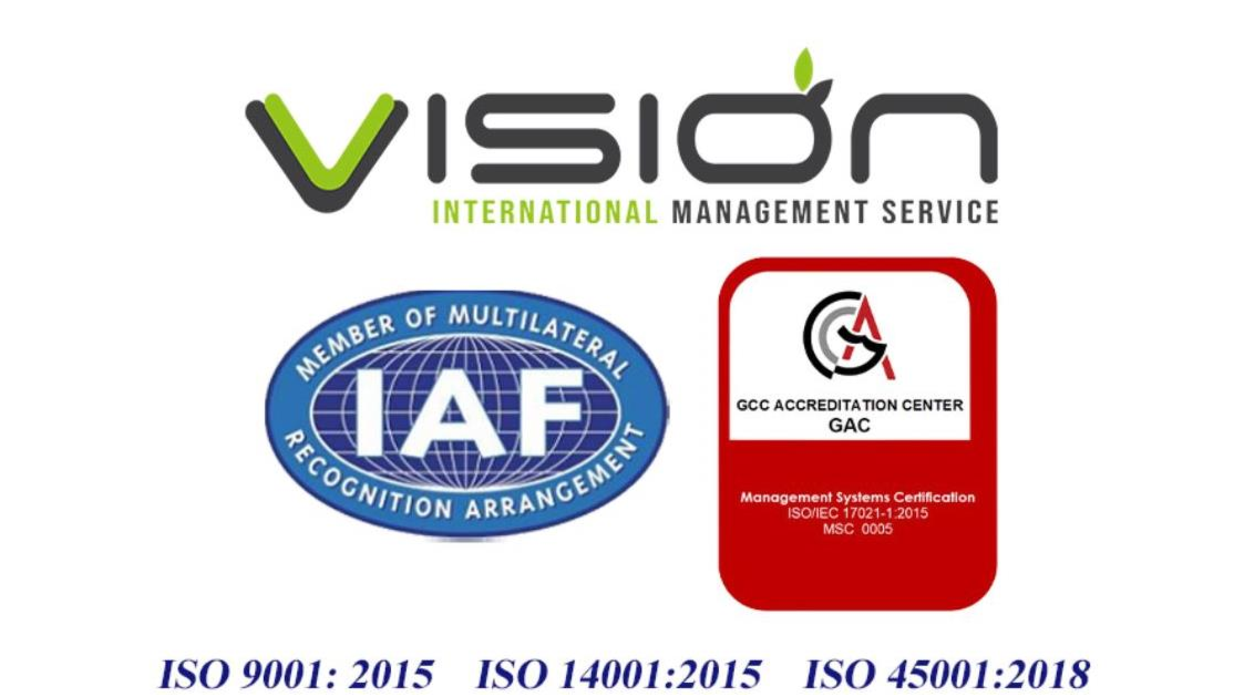 VISION
INTERNATIONAL MANAGEMENT SERVICE
MEMBER OF MULTILATERAL
IAF
RECOGNITION ARRANGEMENT
GCC ACCREDITATION CENTER
GAC
Management Systems Certification
ISO/IEC 17021-1:2015
MSC 0005
ISO 9001: 2015 ISO 14001:2015 ISO 45001:2018